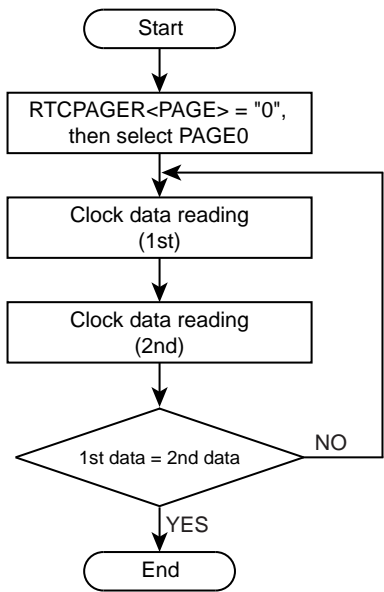 Start
RTCPAGER<PAGE> = "0",
then select PAGE0
Clock data reading
(1st)
Clock data reading
(2nd)
1st data = 2nd data
NO
YES
End